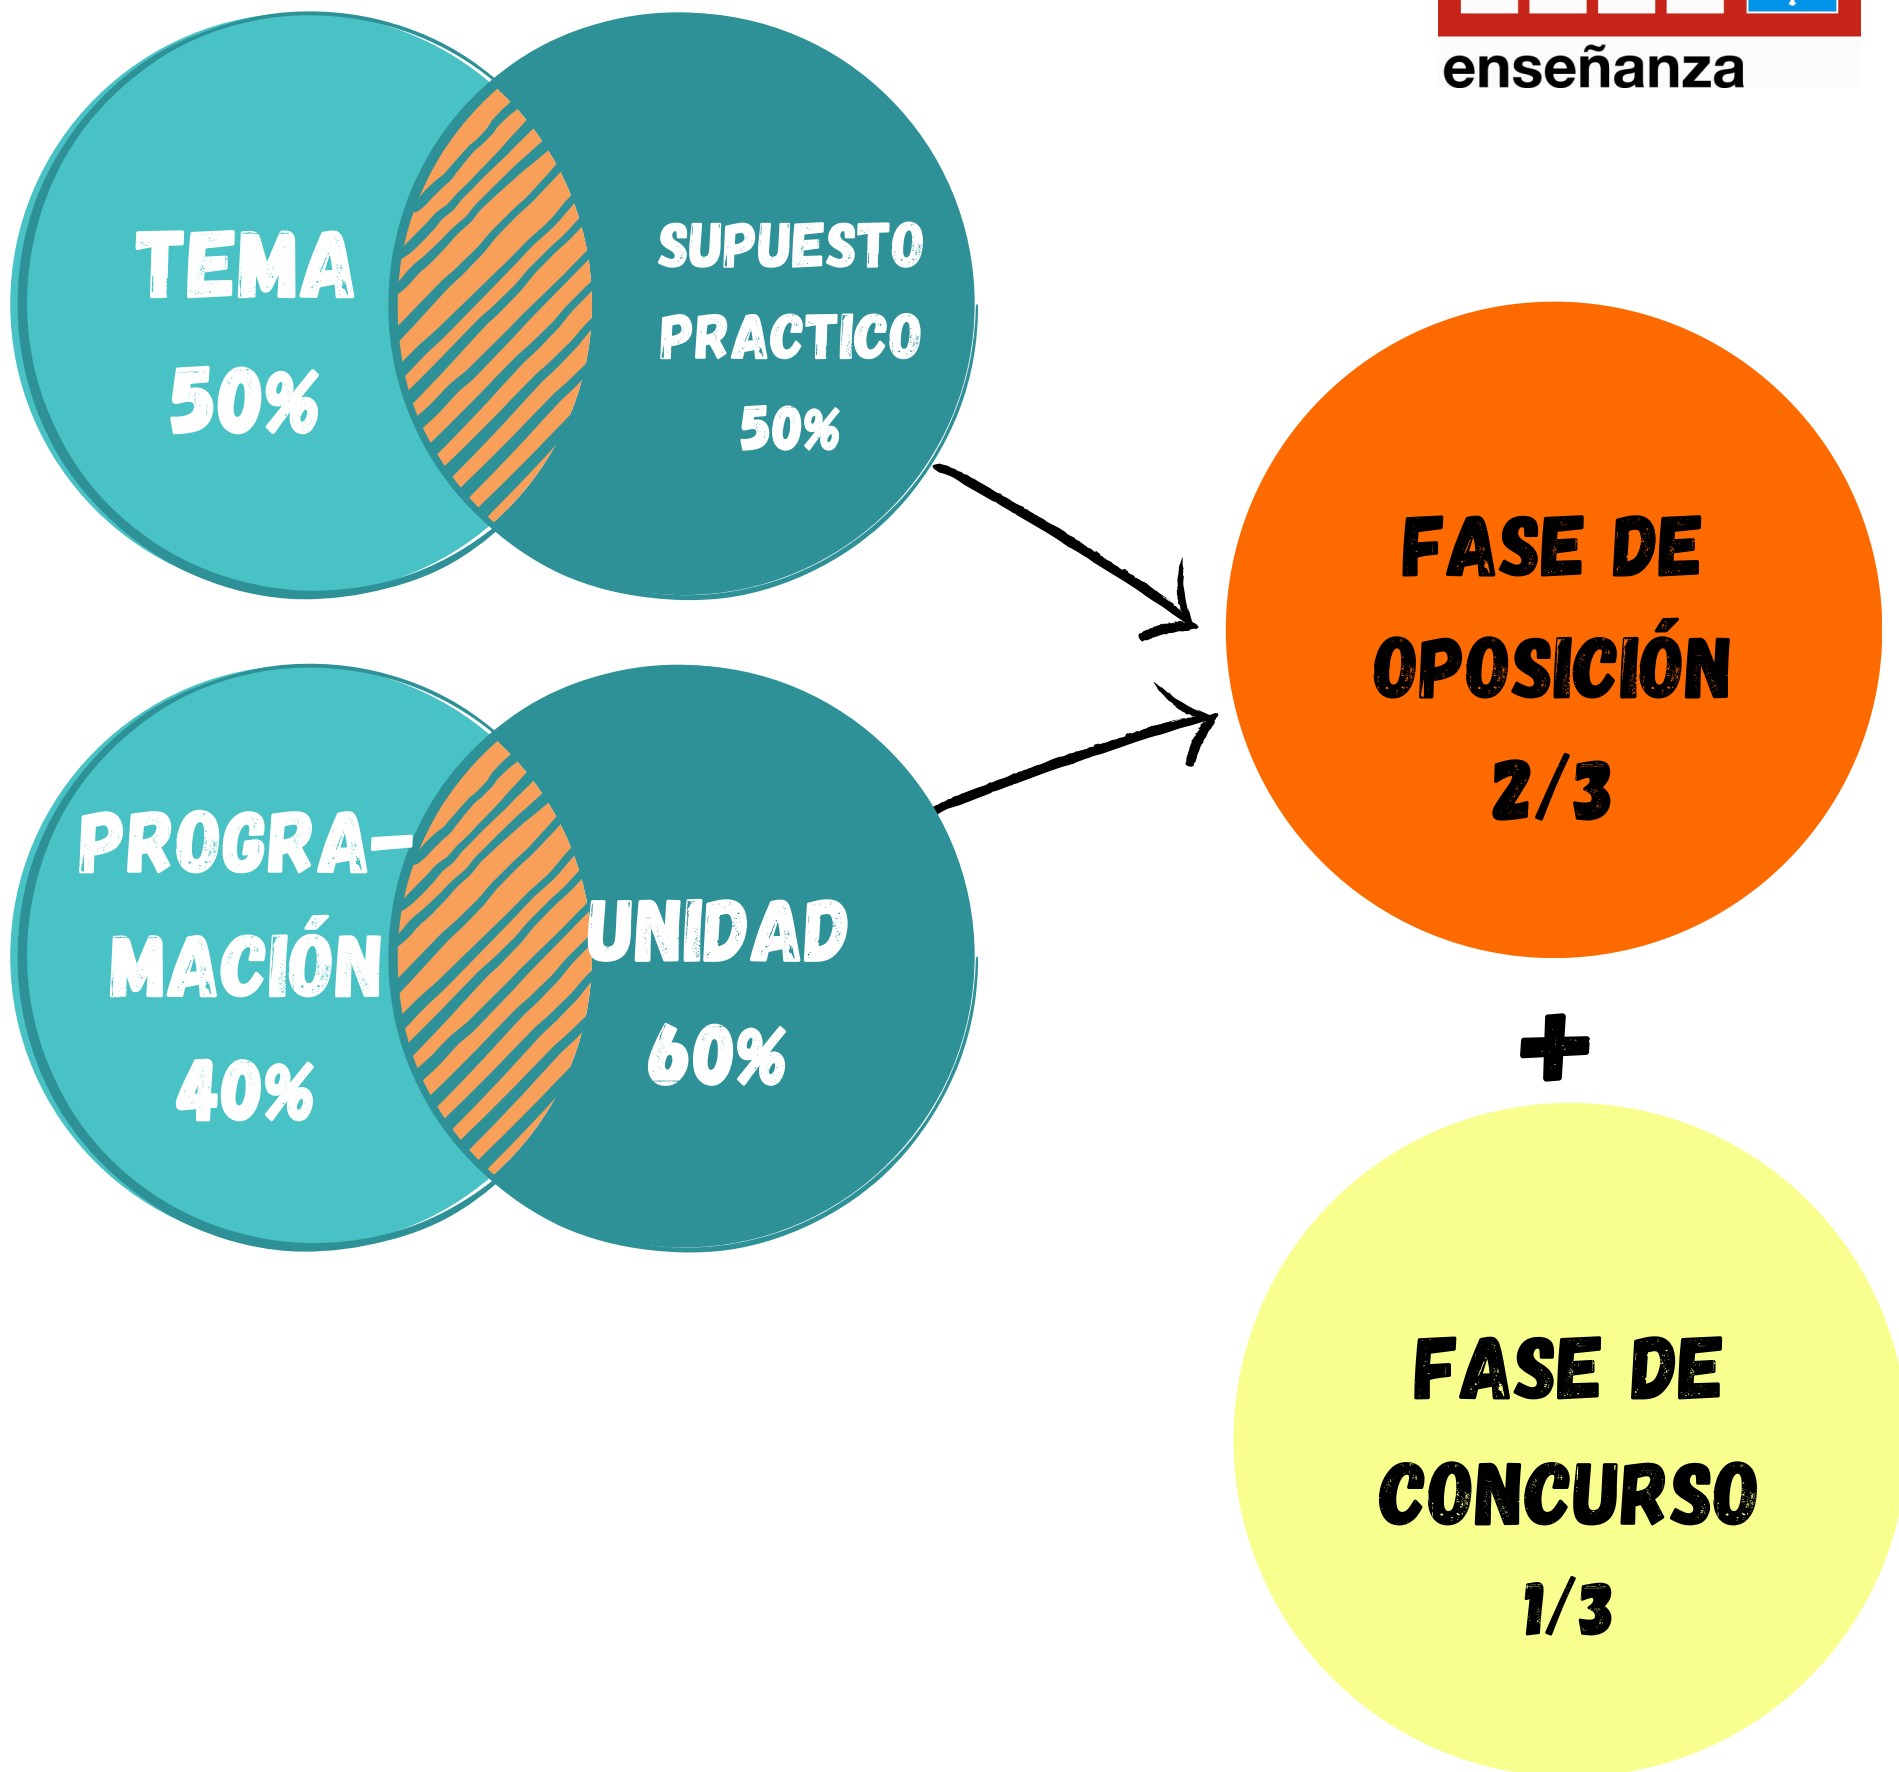 enseñanza
TEMA
50%
SUPUESTO
PRACTICO
50%
FASE DE
OPOSICIÓN
2/3
PROGRA-
MACIÓN
40%
UNIDAD
60%
+
FASE DE
CONCURSO
1/3